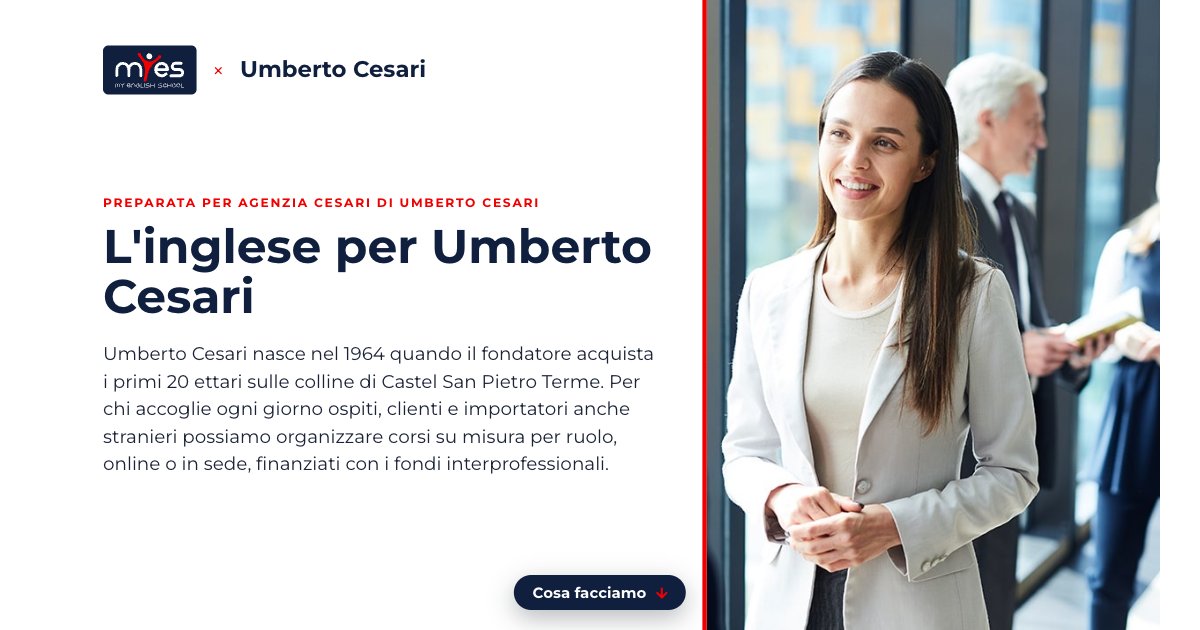 myes
MY ENGLISH SCHOOL
× Umberto Cesari
PREPARATA PER AGENZIA CESARI DI UMBERTO CESARI
L'inglese per Umberto
Cesari
Umberto Cesari nasce nel 1964 quando il fondatore acquista
i primi 20 ettari sulle colline di Castel San Pietro Terme. Per
chi accoglie ogni giorno ospiti, clienti e importatori anche
stranieri possiamo organizzare corsi su misura per ruolo,
online o in sede, finanziati con i fondi interprofessionali.
Cosa facciamo ↓